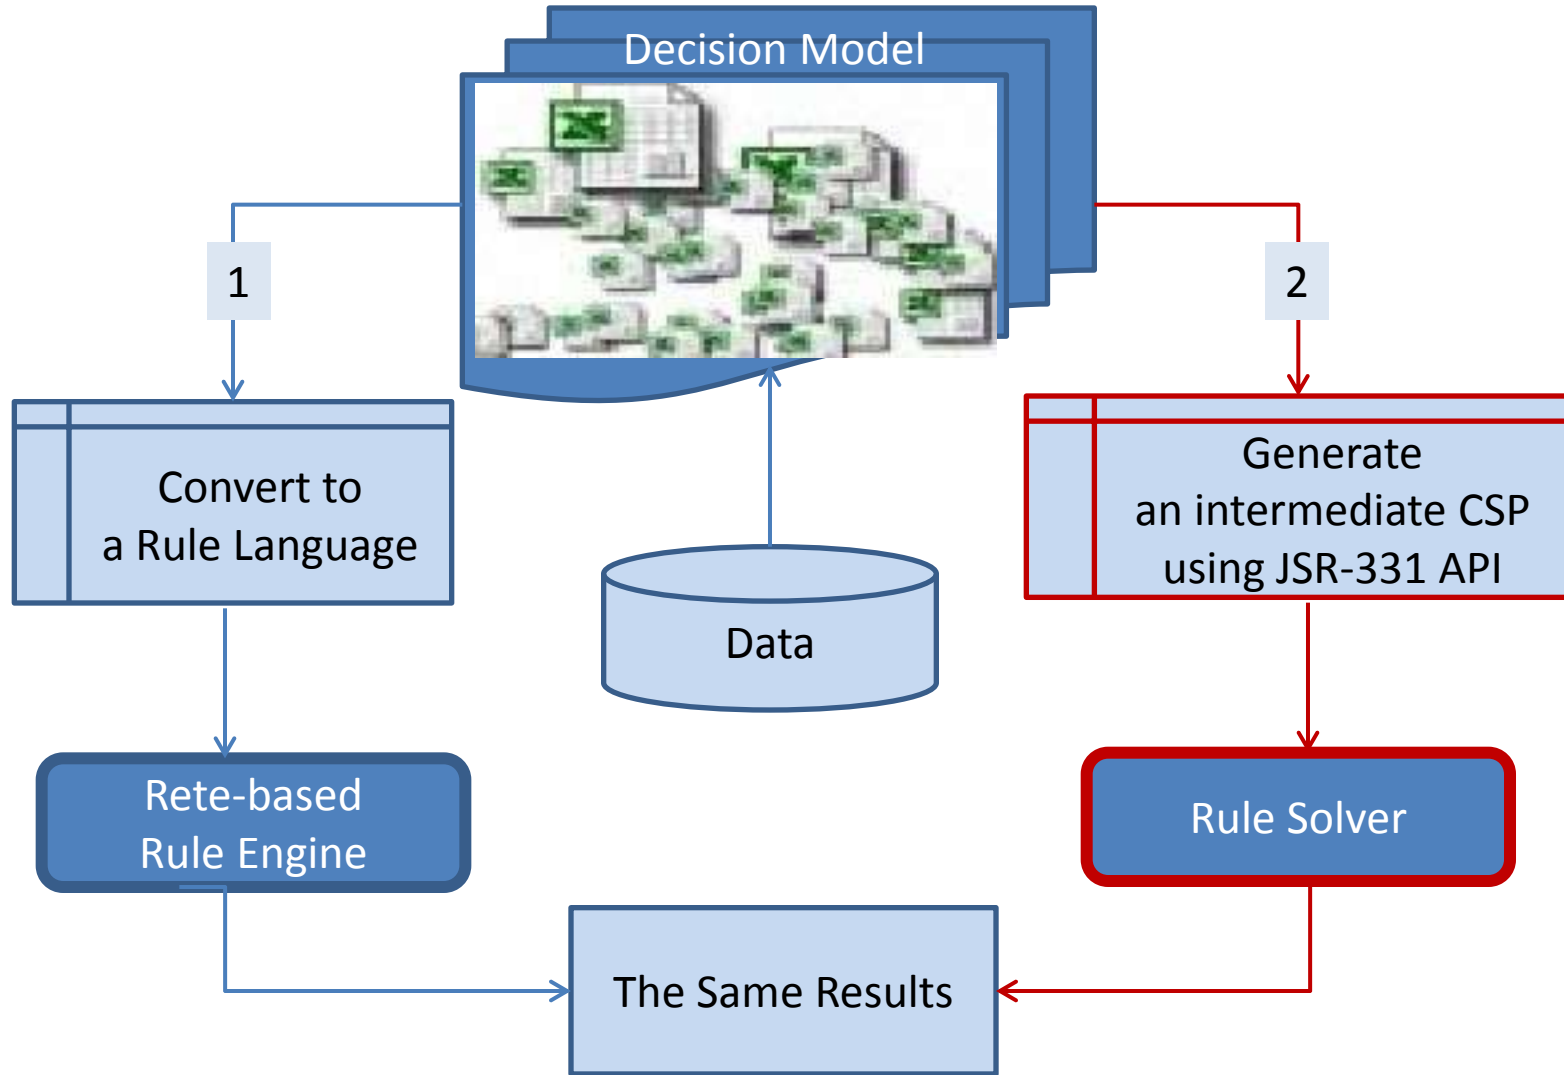 Decision Model
1
2
Convert to
a Rule Language
Generate
an intermediate CSP
using JSR-331 API
Data
Rete-based
Rule Engine
Rule Solver
The Same Results